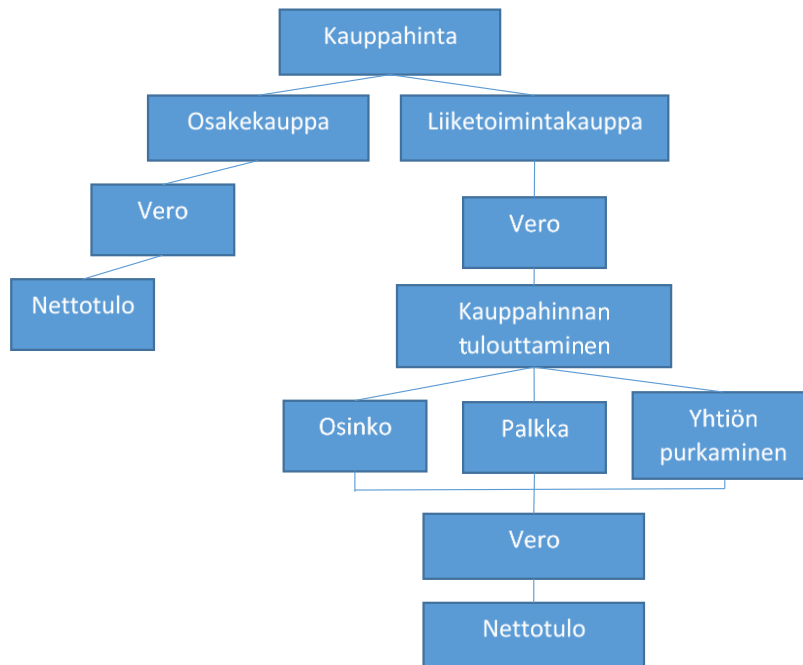 Kauppahinta
Osakekauppa
Liiketoimintakauppa
Vero
Vero
Nettotulo
Kauppahinnan
tulouttaminen
Osinko
Palkka
Yhtiön
purkaminen
Vero
Nettotulo